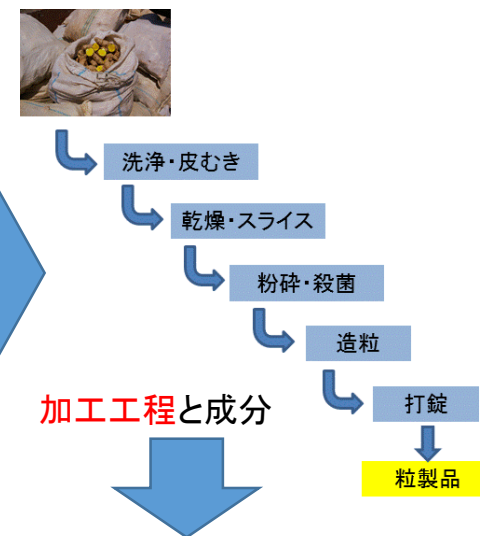 洗浄・皮むき
乾燥・スライス
粉砕・殺菌
造粒
加工工程と成分
打錠
粒製品